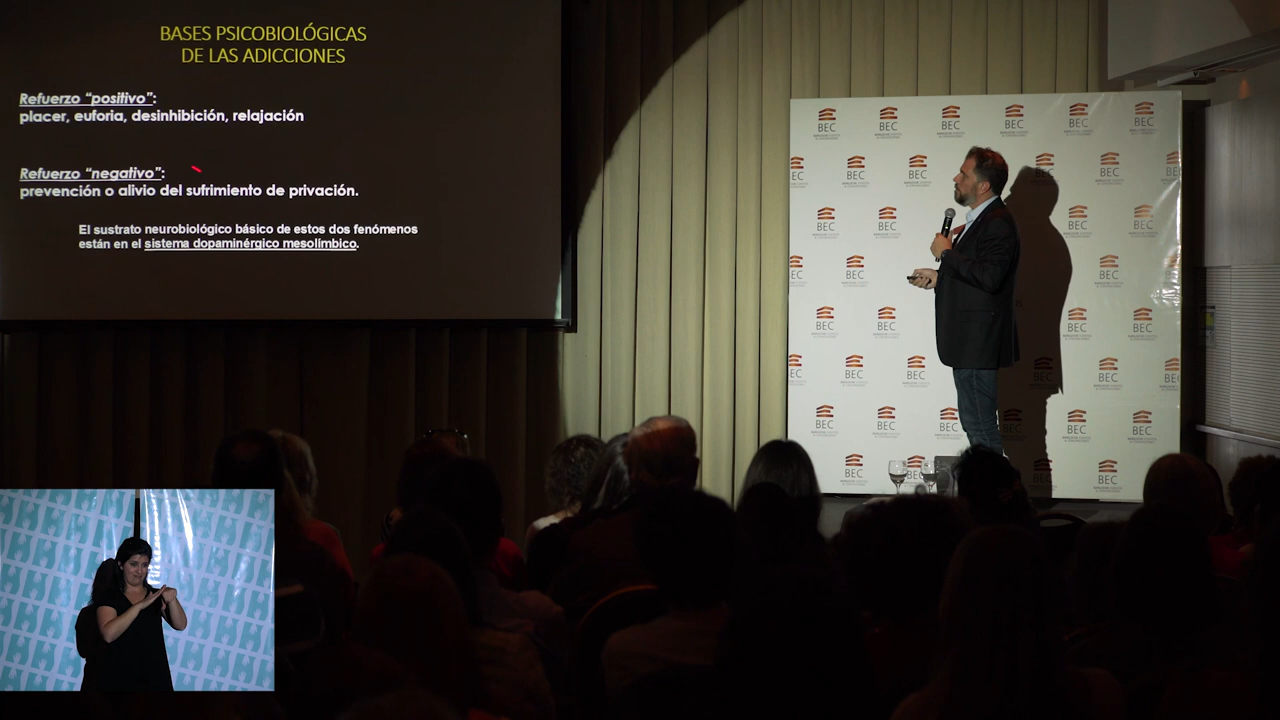 BASES PSICOBIOLÓGICAS
DE LAS ADICCIONES
Refuerzo “positivo”:
placer, euforia, desinhibición, relajación
Refuerzo “negativo”:
prevención o alivio del sufrimiento de privación.
El sustrato neurobiológico básico de estos dos fenómenos
están en el sistema dopaminérgico mesolímbico.
BEC